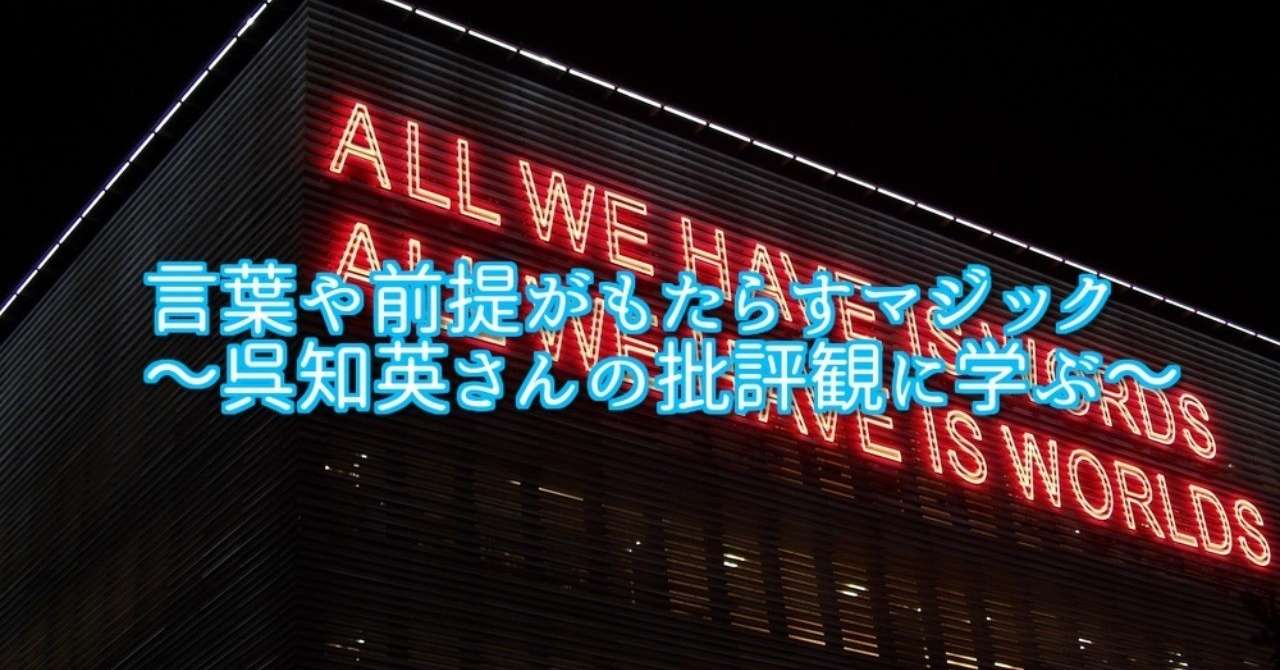 ALL WE HAVE IS WORDS
ALL WE HAVE IS WORLDS
言葉や前提がもたらすマジック
～呉知英さんの批評観に学ぶ～